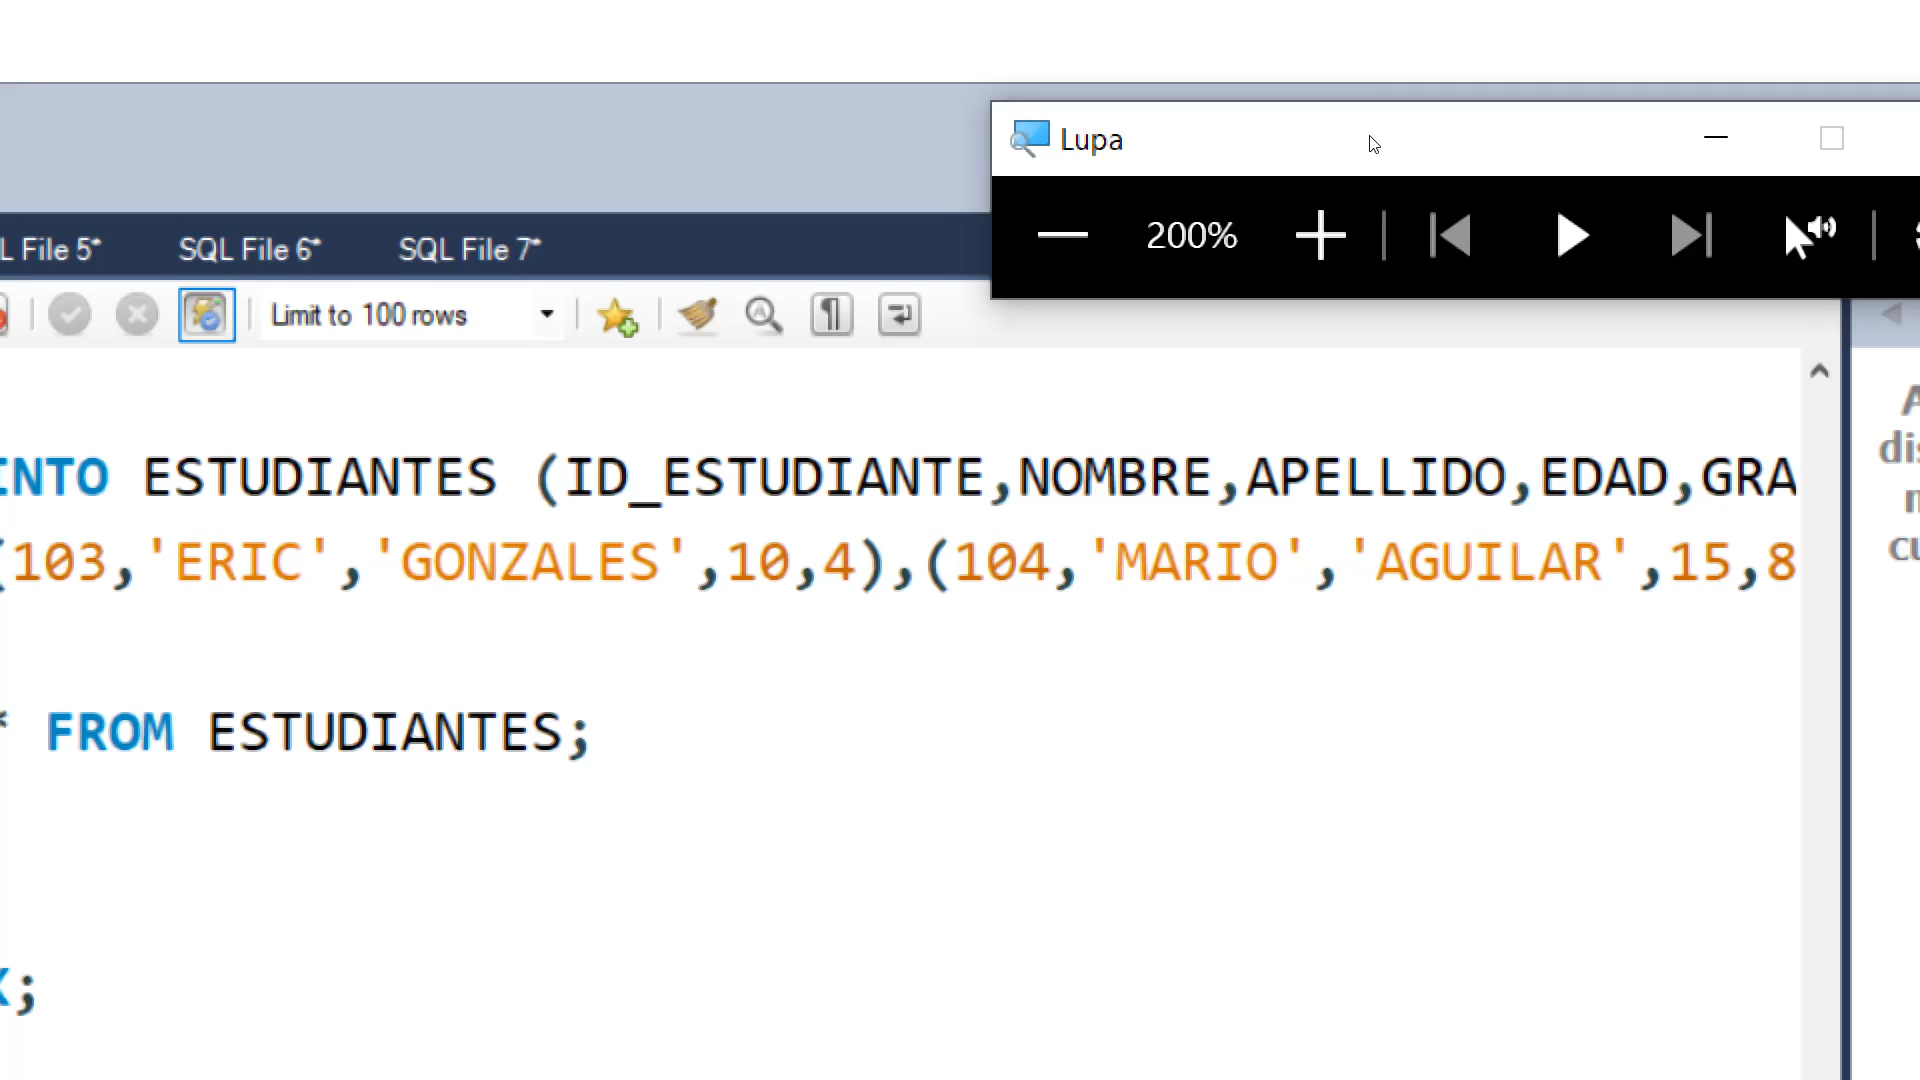 Lupa
200%
L File 5*
SQL File 6*
SQL File 7*
Limit to 100 rows
INTO ESTUDIANTES (ID_ESTUDIANTE,NOMBRE,APELLIDO,EDAD,GRA
(103,'ERIC','GONZALES',10,4),(104,'MARIO','AGUILAR',15,8
* FROM ESTUDIANTES;
;